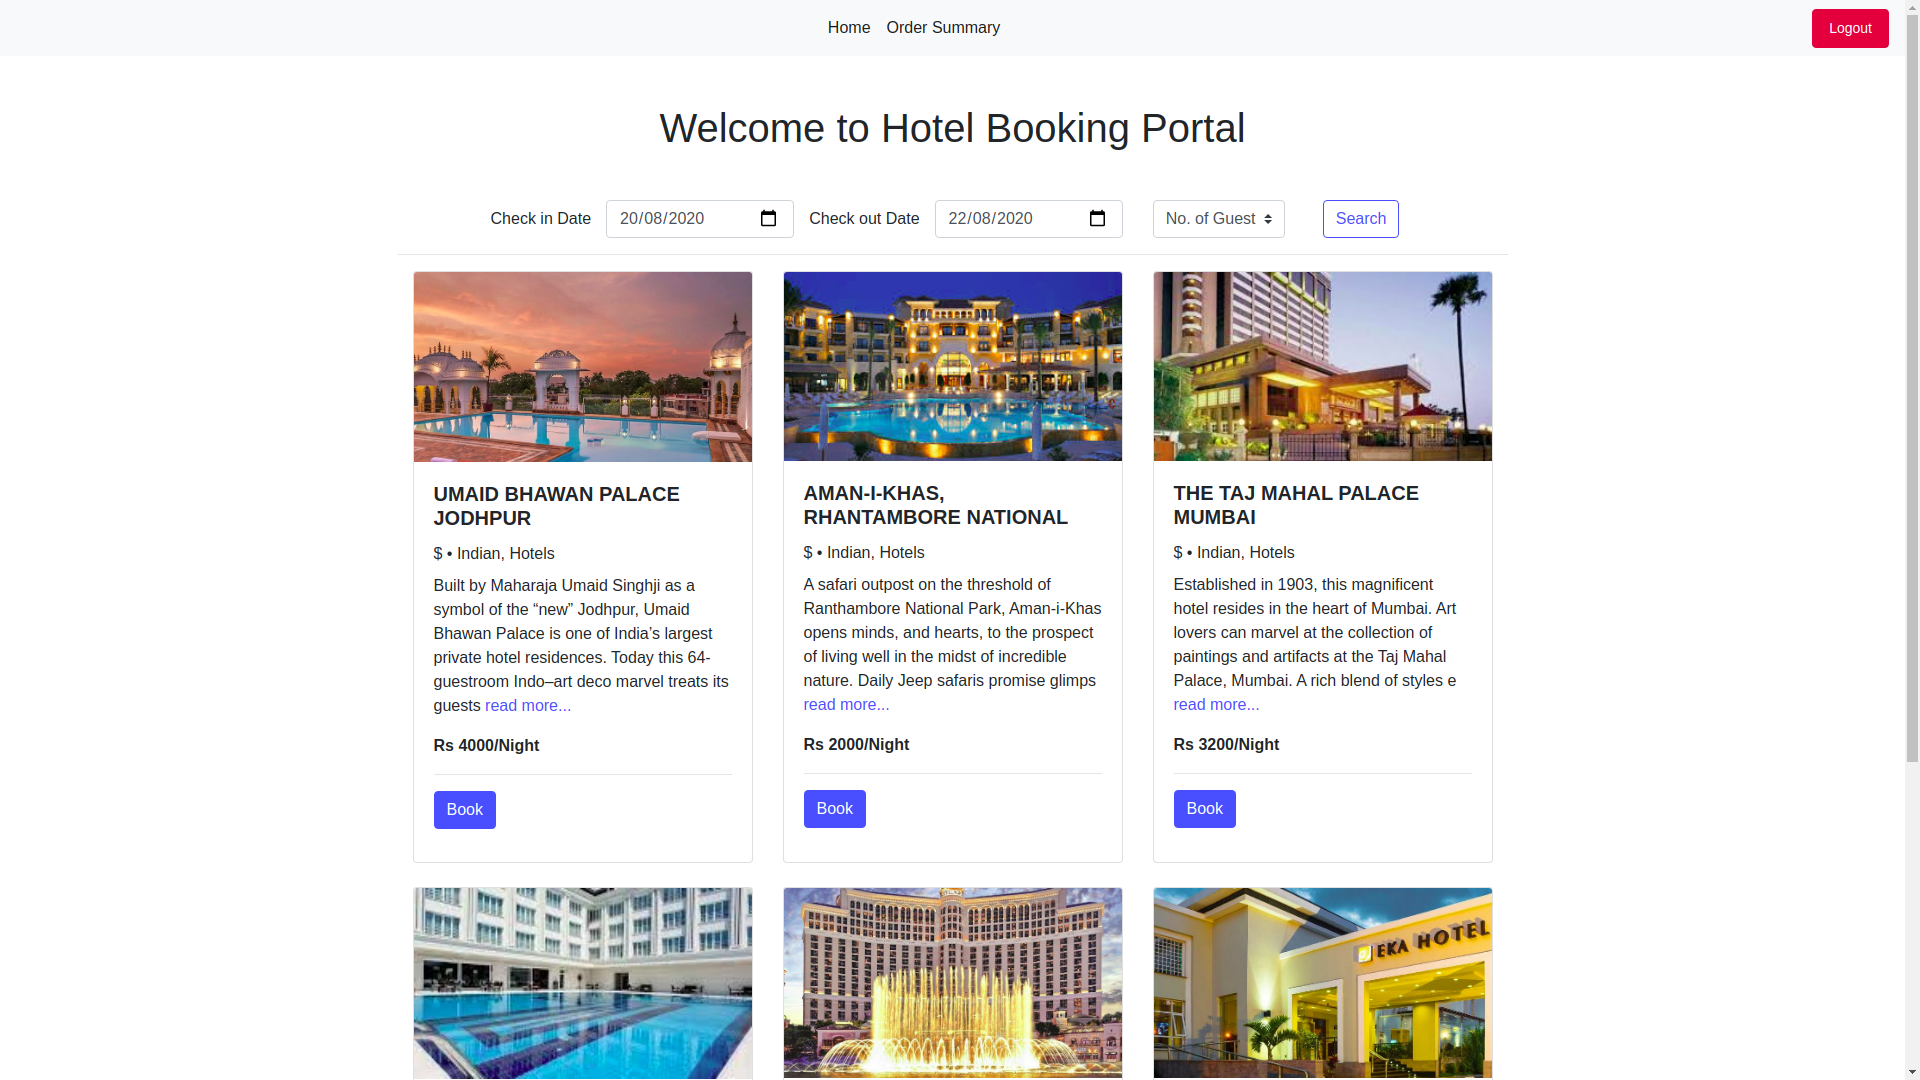 Home Order Summary
Logout
Welcome to Hotel Booking Portal
Check in Date 20/08/2020 Check out Date 22/08/2020 No. of Guest Search
UMAID BHAWAN PALACE
JODHPUR
$ • Indian, Hotels
Built by Maharaja Umaid Singhji as a
symbol of the “new” Jodhpur, Umaid
Bhawan Palace is one of India’s largest
private hotel residences. Today this 64-
guestroom Indo–art deco marvel treats its
guests read more...
Rs 4000/Night
Book
AMAN-I-KHAS,
RHANTAMBORE NATIONAL
$ • Indian, Hotels
A safari outpost on the threshold of
Ranthambore National Park, Aman-i-Khas
opens minds, and hearts, to the prospect
of living well in the midst of incredible
nature. Daily Jeep safaris promise glimps
read more...
Rs 2000/Night
Book
THE TAJ MAHAL PALACE
MUMBAI
$ • Indian, Hotels
Established in 1903, this magnificent
hotel resides in the heart of Mumbai. Art
lovers can marvel at the collection of
paintings and artifacts at the Taj Mahal
Palace, Mumbai. A rich blend of styles e
read more...
Rs 3200/Night
Book
EKA HOTEL